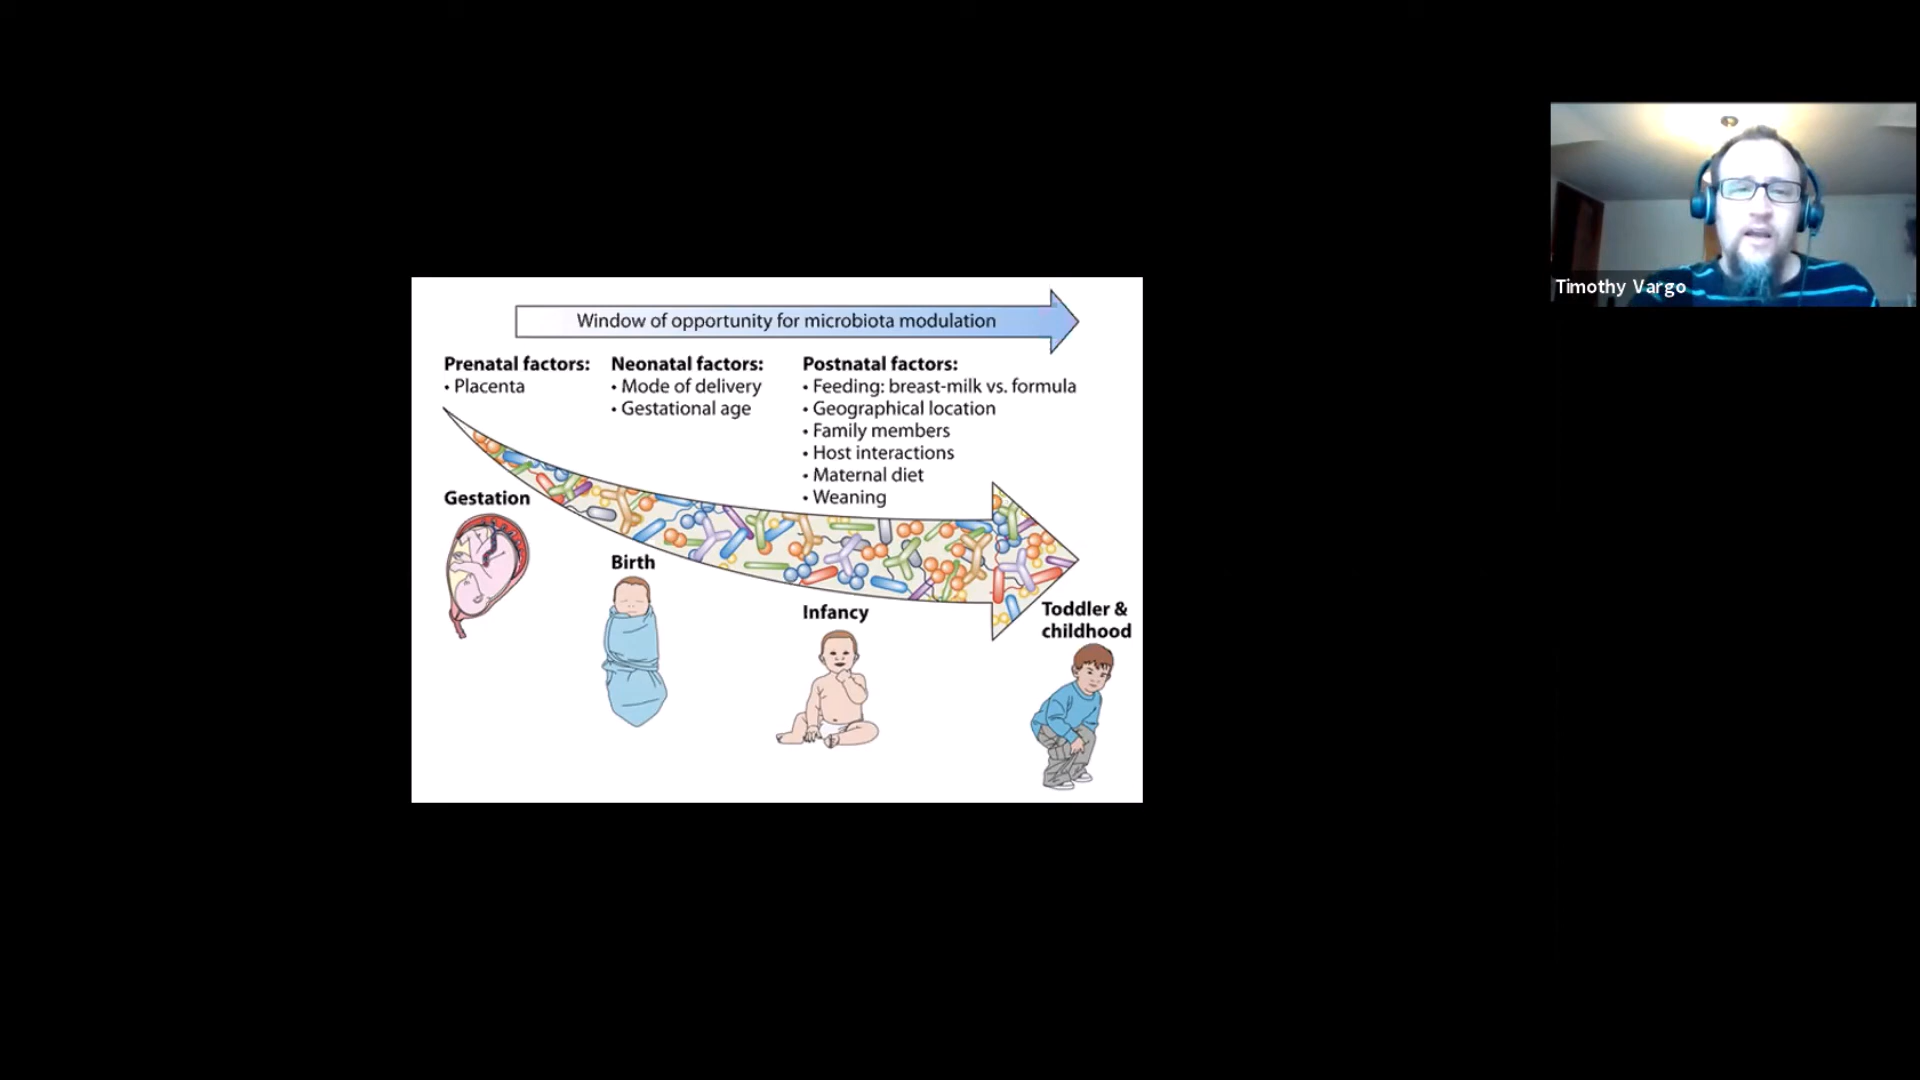 Window of opportunity for microbiota modulation
Prenatal factors:
• Placenta
Neonatal factors:
• Mode of delivery
• Gestational age
Postnatal factors:
• Feeding: breast-milk vs. formula
• Geographical location
• Family members
• Host interactions
• Maternal diet
• Weaning
Gestation
Birth
Infancy
Toddler &
childhood
Timothy Vargo